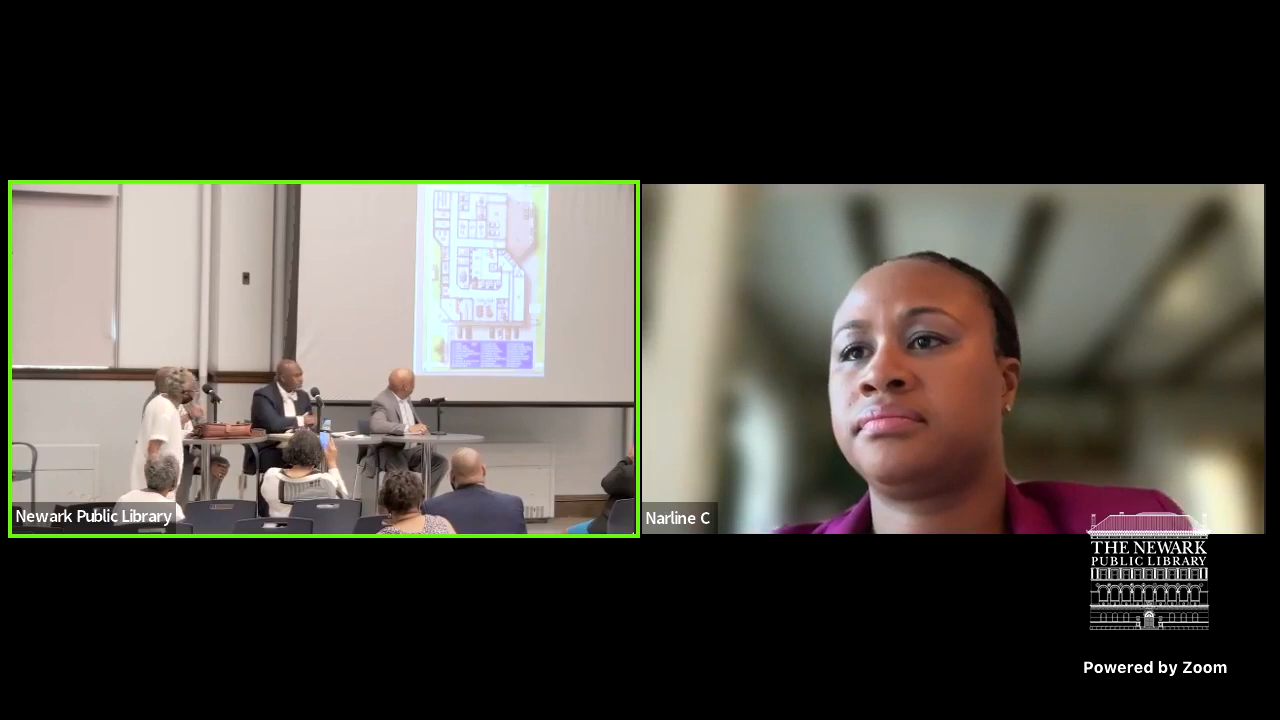 Newark Public Library
Narline C
THE NEWARK
PUBLIC LIBRARY
Powered by Zoom